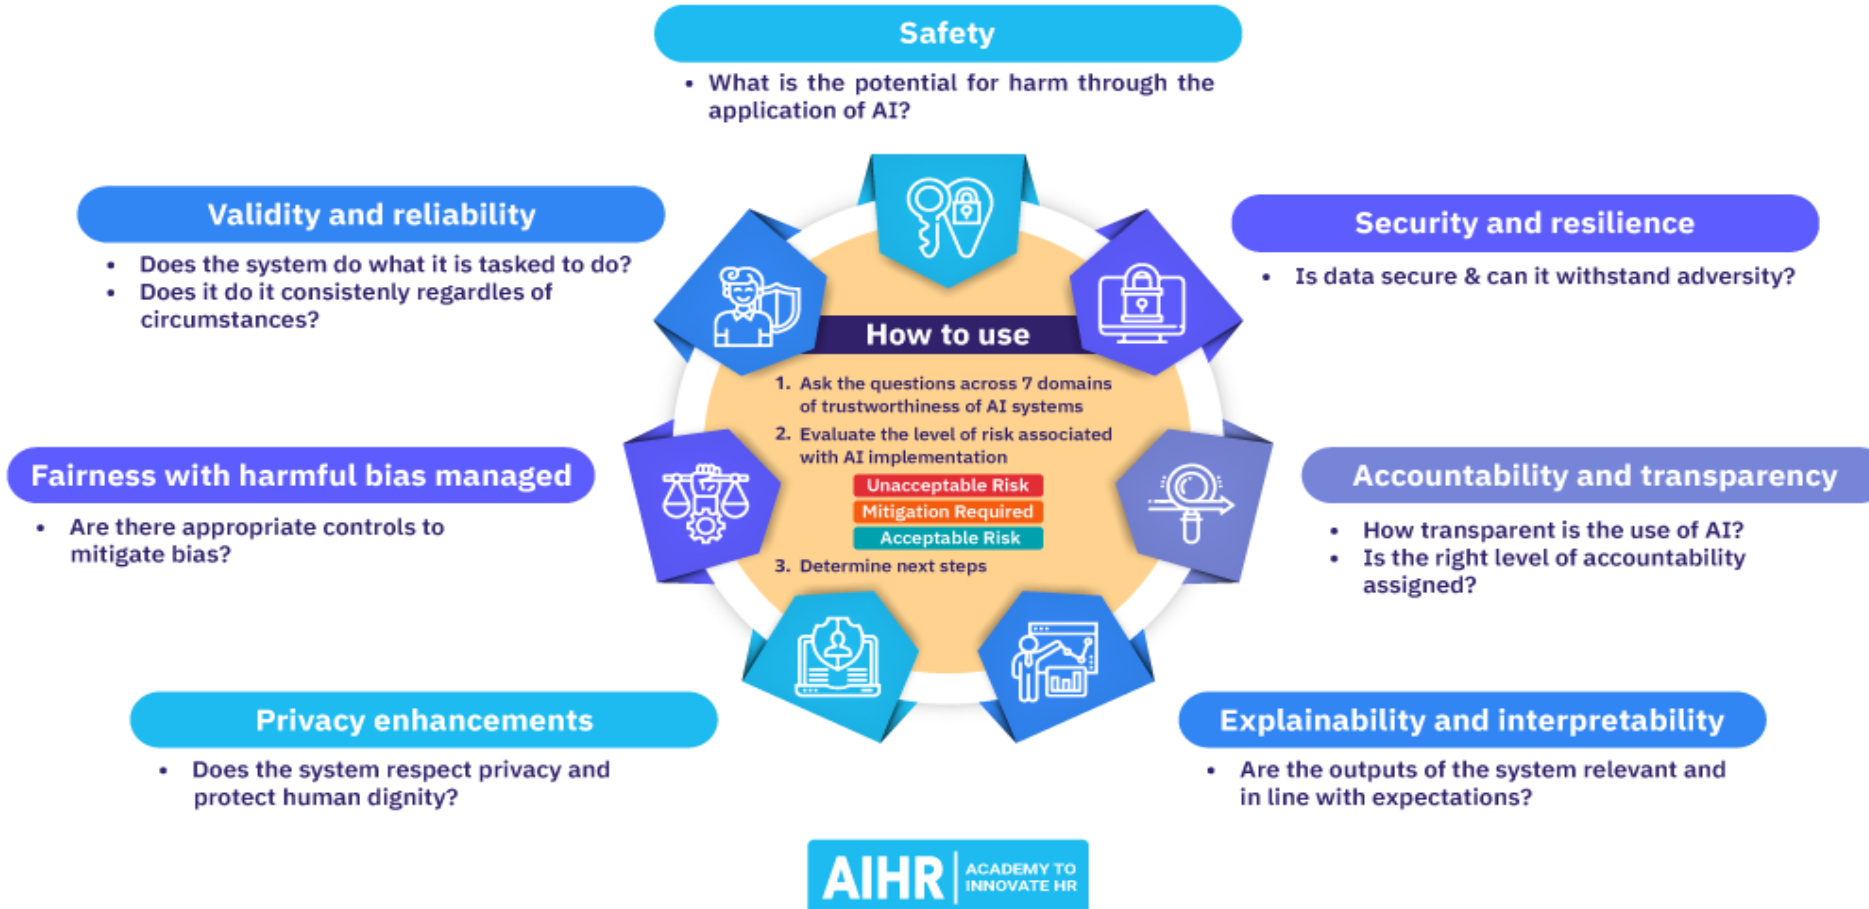 Safety
• What is the potential for harm through the
application of AI?
Validity and reliability
• Does the system do what it is tasked to do?
• Does it do it consistenly regardles of
circumstances?
Security and resilience
• Is data secure & can it withstand adversity?
How to use
1. Ask the questions across 7 domains
of trustworthiness of AI systems
2. Evaluate the level of risk associated
with AI implementation
Unacceptable Risk
Mitigation Required
Acceptable Risk
3. Determine next steps
Fairness with harmful bias managed
• Are there appropriate controls to
mitigate bias?
Accountability and transparency
• How transparent is the use of AI?
• Is the right level of accountability
assigned?
Privacy enhancements
• Does the system respect privacy and
protect human dignity?
Explainability and interpretability
• Are the outputs of the system relevant and
in line with expectations?
AIHR
ACADEMY TO
INNOVATE HR